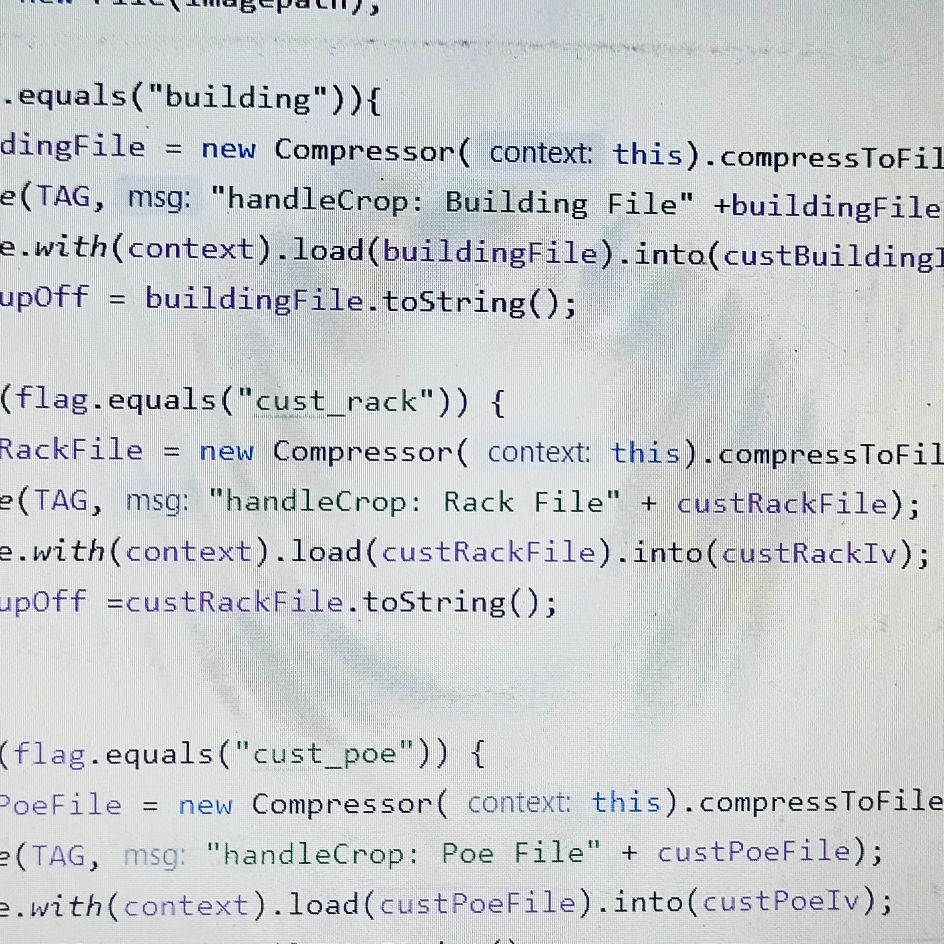 .equals("building")){
dingFile = new Compressor( context: this).compressToFil
e(TAG, msg: "handleCrop: Building File" +buildingFile
e.with(context).load(buildingFile).into(custBuildingI
upOff = buildingFile.toString();
(flag.equals("cust_rack")) {
RackFile = new Compressor( context: this).compressToFil
e(TAG, msg: "handleCrop: Rack File" + custRackFile);
e.with(context).load(custRackFile).into(custRackIv);
upOff =custRackFile.toString();
(flag.equals("cust_poe")) {
PoeFile = new Compressor( context: this).compressToFile
e(TAG, msg: "handleCrop: Poe File" + custPoeFile);
e.with(context).load(custPoeFile).into(custPoeIv);